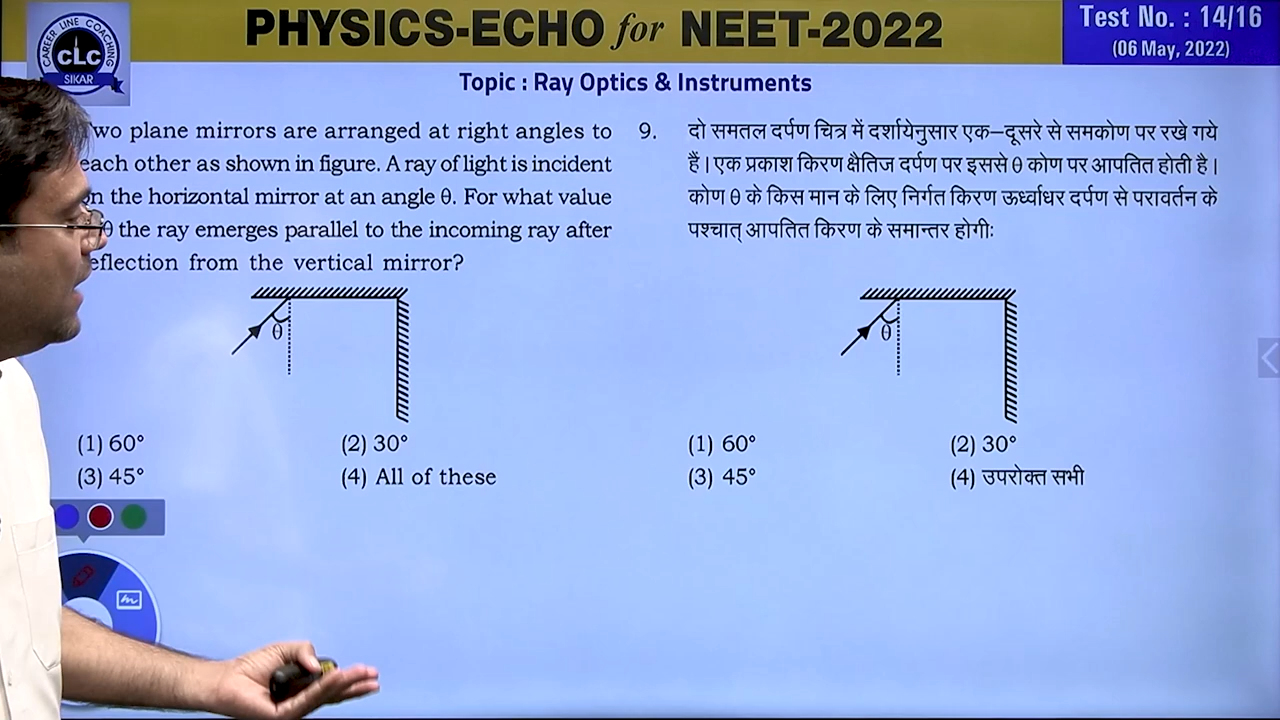 PHYSICS-ECHO for NEET-2022
Test No. : 14/16
(06 May, 2022)
CAREER LINE COACHING
CLC
SIKAR
Topic : Ray Optics & Instruments
wo plane mirrors are arranged at right angles to
each other as shown in figure. A ray of light is incident
on the horizontal mirror at an angle θ. For what value
θ the ray emerges parallel to the incoming ray after
eflection from the vertical mirror?
θ
(1) 60°
(2) 30°
(3) 45°
(4) All of these
9. दो समतल दर्पण चित्र में दर्शायेनुसार एक–दूसरे से समकोण पर रखे गये
हैं। एक प्रकाश किरण क्षैतिज दर्पण पर इससे θ कोण पर आपतित होती है।
कोण θ के किस मान के लिए निर्गत किरण ऊर्ध्वाधर दर्पण से परावर्तन के
पश्चात् आपतित किरण के समान्तर होगीः
θ
(1) 60°
(2) 30°
(3) 45°
(4) उपरोक्त सभी